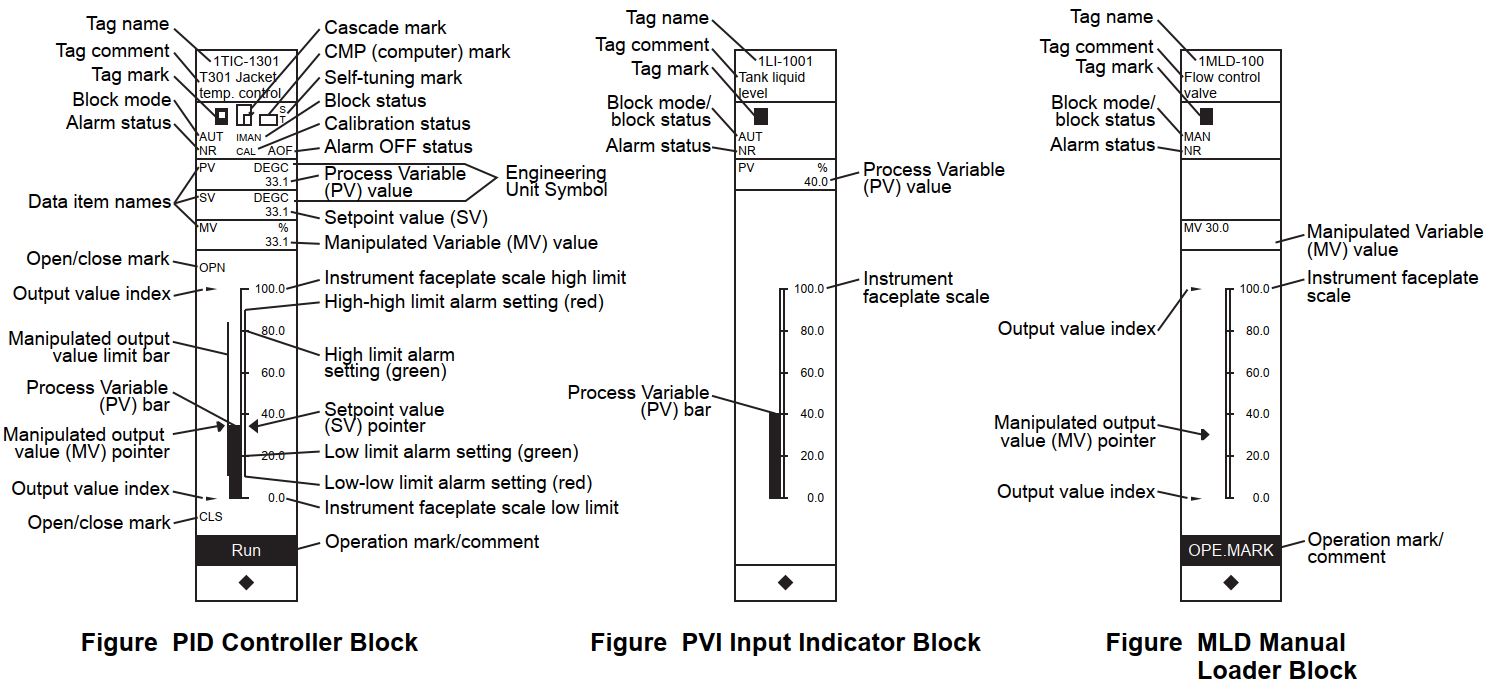 Tag name
Tag comment
Tag mark
Block mode
Alarm status
Data item names
Open/close mark
Output value index
Manipulated output
value limit bar
Process Variable
(PV) bar
Manipulated output
value (MV) pointer
Output value index
Open/close mark
1TIC-1301
T301 Jacket
temp. control
S
T
AUT IMAN
NR CAL AOF
PV DEGC
33.1
SV DEGC
33.1
MV %
33.1
OPN
100.0
80.0
60.0
40.0
20.0
0.0
CLS
Run
Cascade mark
CMP (computer) mark
Self-tuning mark
Block status
Calibration status
Alarm OFF status
Process Variable
(PV) value
Engineering
Unit Symbol
Setpoint value (SV)
Manipulated Variable (MV) value
Instrument faceplate scale high limit
High-high limit alarm setting (red)
High limit alarm
setting (green)
Setpoint value
(SV) pointer
Low limit alarm setting (green)
Low-low limit alarm setting (red)
Instrument faceplate scale low limit
Operation mark/comment
Figure PID Controller Block
Tag name
Tag comment
Tag mark
Block mode/
block status
Alarm status
Process Variable
(PV) bar
1LI-1001
Tank liquid
level
AUT
NR
PV %
40.0
100.0
80.0
60.0
40.0
20.0
0.0
Process Variable
(PV) value
Instrument
faceplate scale
Figure PVI Input Indicator Block
Tag name
Tag comment
Tag mark
Block mode/
block status
Alarm status
Output value index
Manipulated output
value (MV) pointer
Output value index
1MLD-100
Flow control
valve
MAN
NR
MV 30.0
100.0
80.0
60.0
40.0
20.0
0.0
OPE.MARK
Manipulated Variable
(MV) value
Instrument faceplate
scale
Operation mark/
comment
Figure MLD Manual
Loader Block